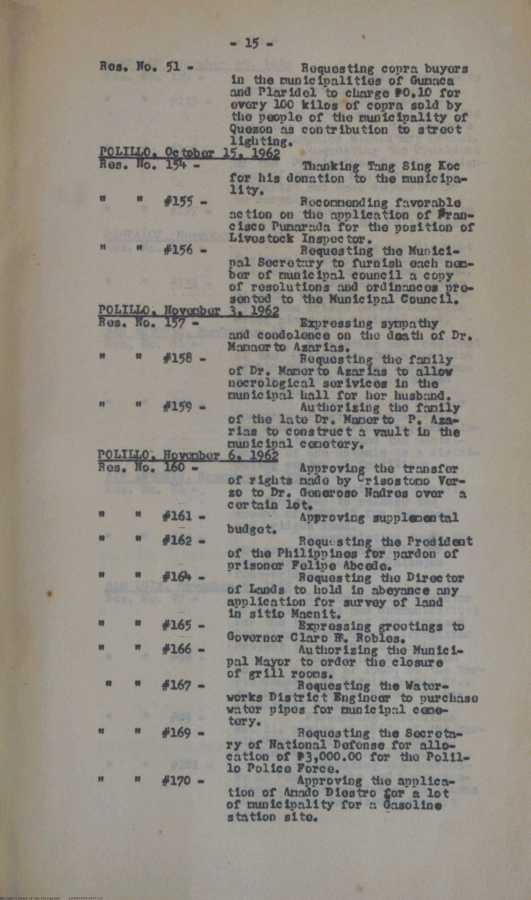 - 15 -
Res. No. 51 - Requesting copra buyers
in the municipalities of Gumaca
and Plaridel to charge ₱0.10 for
every 100 kilos of copra sold by
the people of the municipality of
Quezon as contribution to street
lighting.
POLILLO, October 15, 1962
Res. No. 154 - Thanking Tang Sing Koc
for his donation to the municipa-
lity.
" " #155 - Recommending favorable
action on the application of Fran-
cisco Pumarada for the position of
Livestock Inspector.
" " #156 - Requesting the Munici-
pal Secretary to furnish each mem-
ber of municipal council a copy
of resolutions and ordinances pre-
sented to the Municipal Council.
POLILLO, November 3, 1962
Res. No. 157 - Expressing sympathy
and condolence on the death of Dr.
Mamerto Azarias.
" " #158 - Requesting the family
of Dr. Mamerto Azarias to allow
necrological serivices in the
municipal hall for her husband.
" " #159 - Authorizing the family
of the late Dr. Mamerto P. Aza-
rias to construct a vault in the
municipal cemetery.
POLILLO, November 6, 1962
Res. No. 160 - Approving the transfer
of rights made by Crisostomo Ver-
zo to Dr. Generoso Nadres over a
certain lot.
" " #161 - Approving supplemental
budget.
" " #162 - Requesting the President
of the Philippines for pardon of
prisoner Felipe Abcede.
" " #164 - Requesting the Director
of Lands to hold in abeyance any
application for survey of land
in sitio Macnit.
" " #165 - Expressing greetings to
Governor Claro M. Robles.
" " #166 - Authorizing the Munici-
pal Mayor to order the closure
of grill rooms.
" " #167 - Requesting the Water-
works District Engineer to purchase
water pipes for municipal ceme-
tery.
" " #169 - Requesting the Secreta-
ry of National Defense for allo-
cation of ₱3,000.00 for the Polil-
lo Police Force.
" " #170 - Approving the applica-
tion of Amado Diestro for a lot
of municipality for a Gasoline
station site.